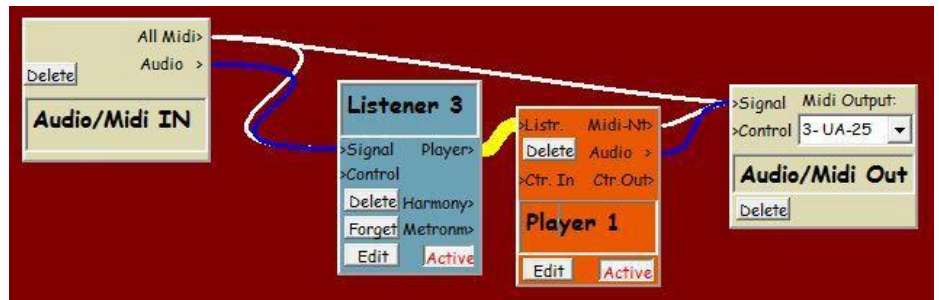 All Midi>
Audio >
Delete
Audio/Midi IN
Listener 3
>Signal Player>
>Control
Delete Harmony>
Forget Metronm>
Edit Active
>Listr. Midi-Nt>
Delete Audio >
>Ctr. In Ctr.Out>
Player 1
Edit Active
>Signal Midi Output:
>Control 3- UA-25
Audio/Midi Out
Delete